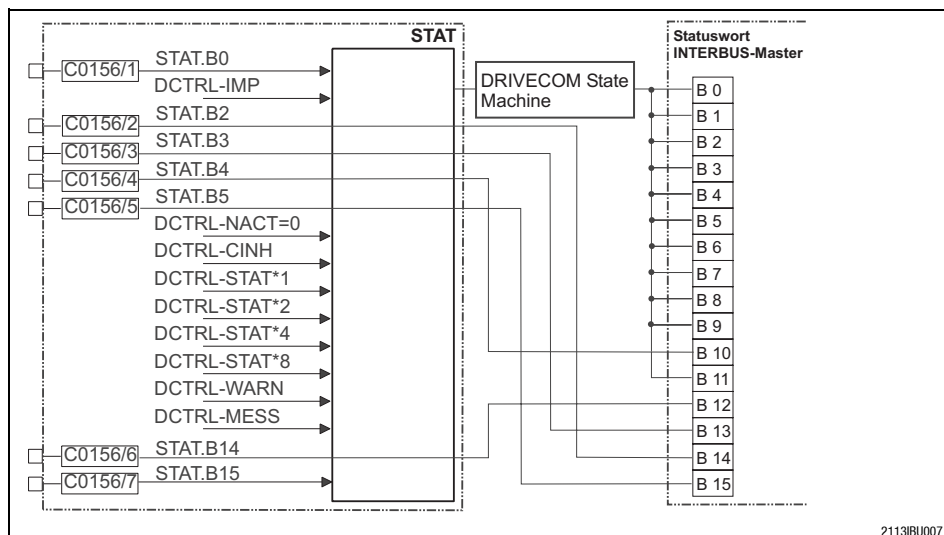 STAT
Statuswort
INTERBUS-Master
C0156/1
STAT.B0
DCTRL-IMP
C0156/2
STAT.B2
C0156/3
STAT.B3
C0156/4
STAT.B4
C0156/5
STAT.B5
DCTRL-NACT=0
DCTRL-CINH
DCTRL-STAT*1
DCTRL-STAT*2
DCTRL-STAT*4
DCTRL-STAT*8
DCTRL-WARN
DCTRL-MESS
C0156/6
STAT.B14
C0156/7
STAT.B15
DRIVECOM State
Machine
B 0
B 1
B 2
B 3
B 4
B 5
B 6
B 7
B 8
B 9
B 10
B 11
B 12
B 13
B 14
B 15
2113IBU007